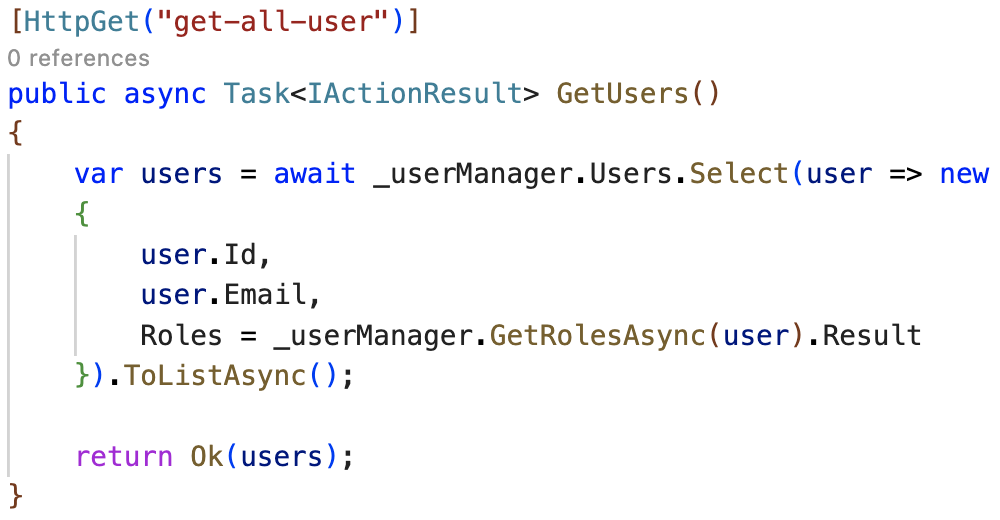 [HttpGet("get-all-user")]
0 references
public async Task<IActionResult> GetUsers()
{
    var users = await _userManager.Users.Select(user => new
    {
        user.Id,
        user.Email,
        Roles = _userManager.GetRolesAsync(user).Result
    }).ToListAsync();

    return Ok(users);
}